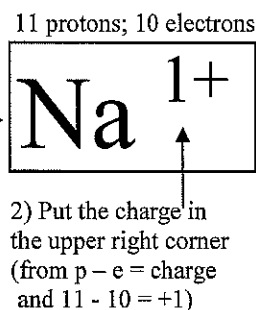 11 protons; 10 electrons
Na 1+
2) Put the charge in
the upper right corner
(from p – e = charge
and 11 - 10 = +1)